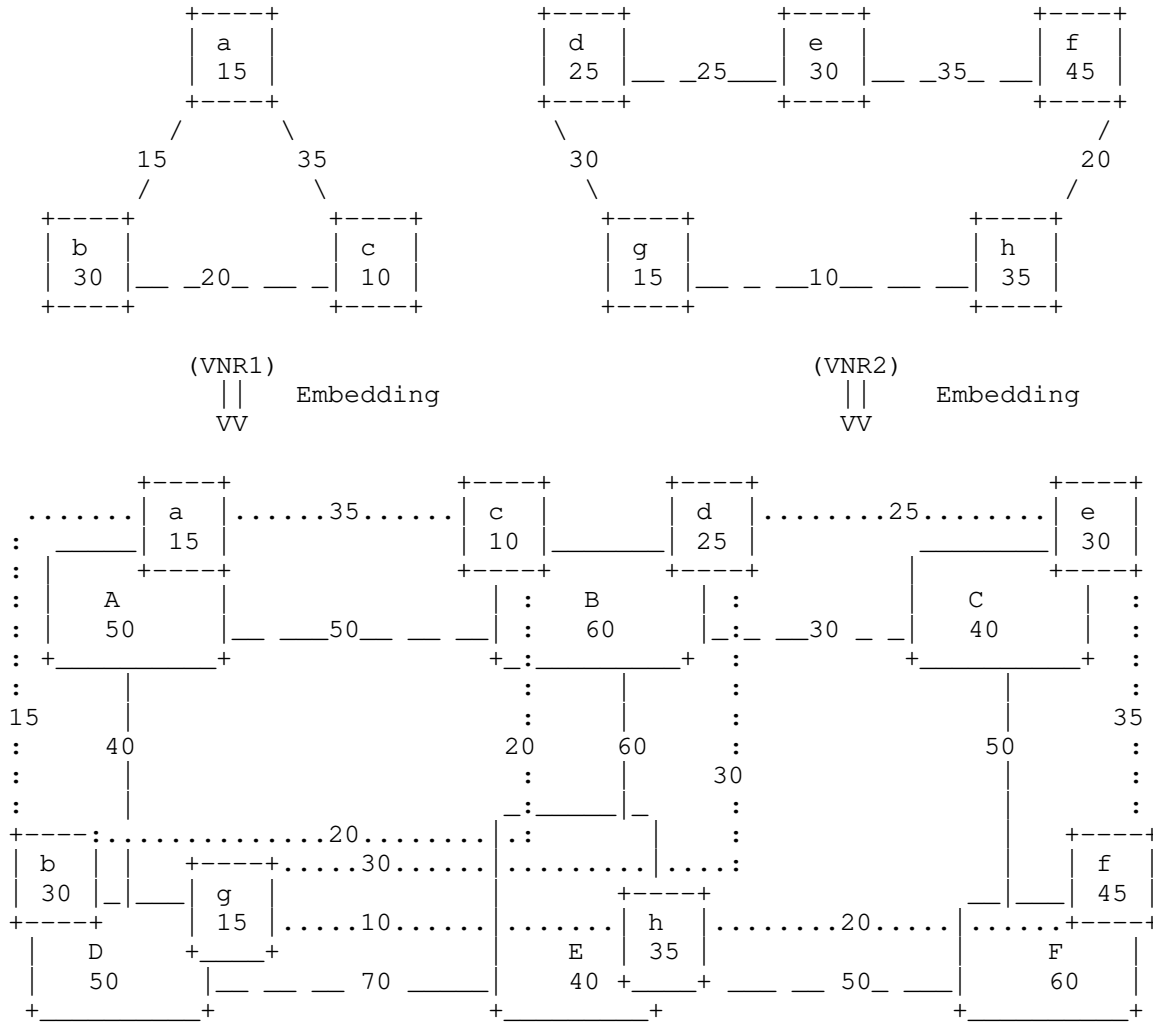 a d e f
15 25 25 30 35 45
15 35 30 20
b c g h
30 20 10 15 10 35
(VNR1) (VNR2)
Embedding Embedding
VV VV
a 35 c d 25 e
15 10 25 30
A B C
50 50 60 30 40
15 35
40 20 60 50
30
20
b 30 f
30 g 45
15 10 h 20
D E 35 F
50 70 40 50 60